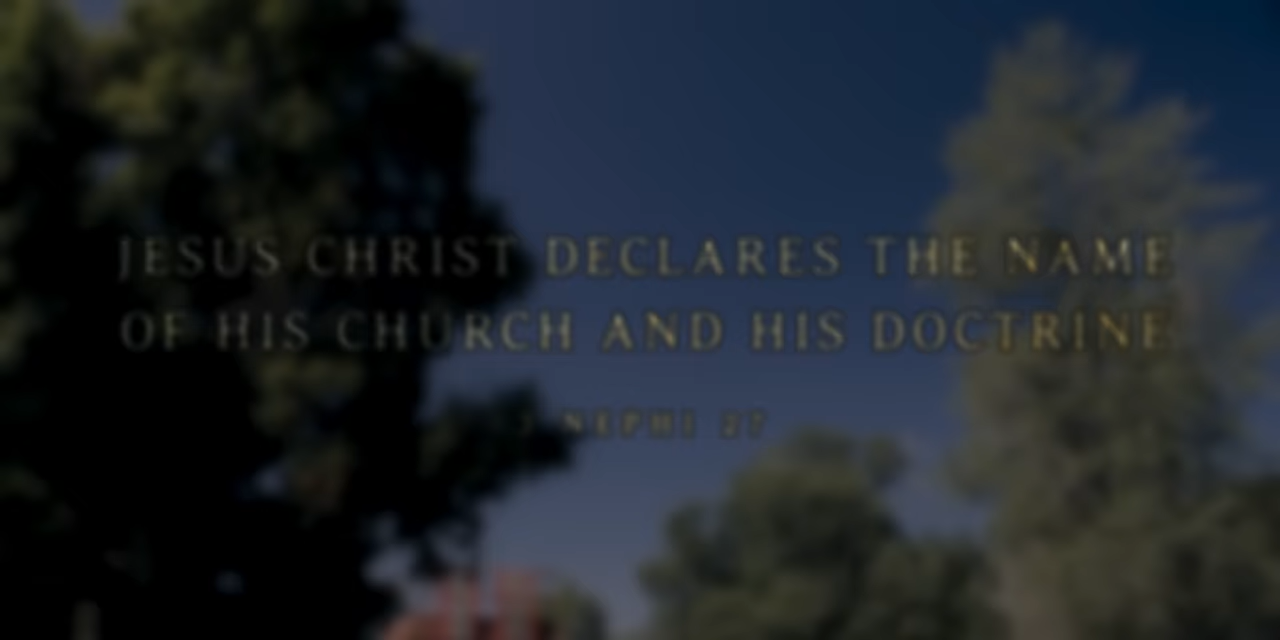 JESUS CHRIST DECLARES THE NAME
OF HIS CHURCH AND HIS DOCTRINE
NEPHI 27